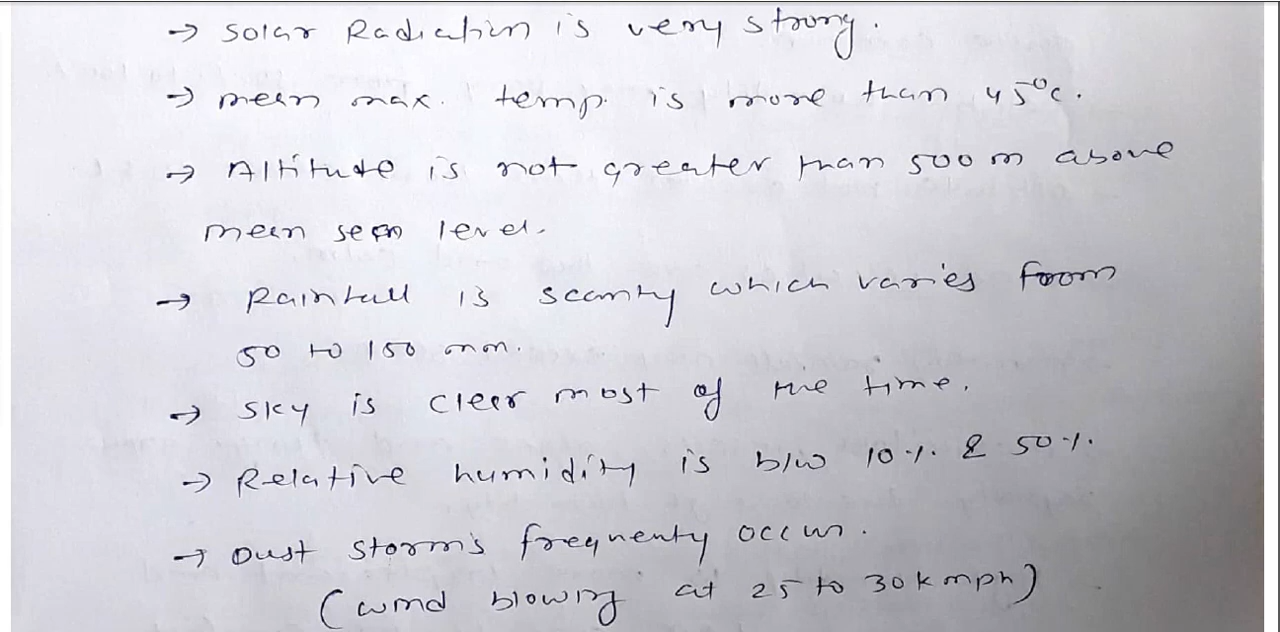 → Solar Radiation is very strong.
→ mean max. temp. is more than 45°c.
→ Altitude is not greater than 500 m above
mean sea level.
→ Rainfall is scanty which varies from
50 to 150 mm.
→ sky is clear most of the time.
→ Relative humidity is b/w 10% & 50%.
→ Dust storms frequenty occur.
(wind blowing at 25 to 30 kmph)